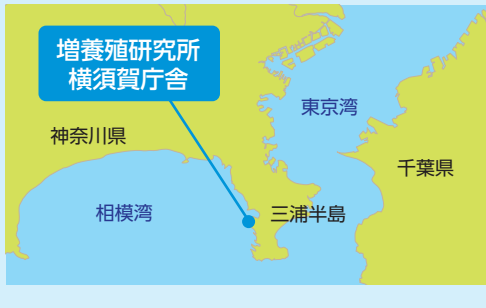 増養殖研究所
横須賀庁舎
東京湾
神奈川県
千葉県
相模湾
三浦半島